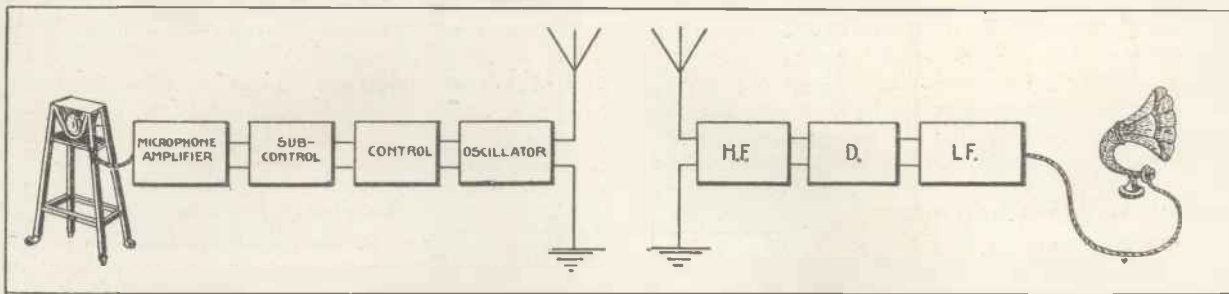 MICROPHONE
AMPLIFIER
SUB-
CONTROL
CONTROL
OSCILLATOR
H.F.
D.
L.F.